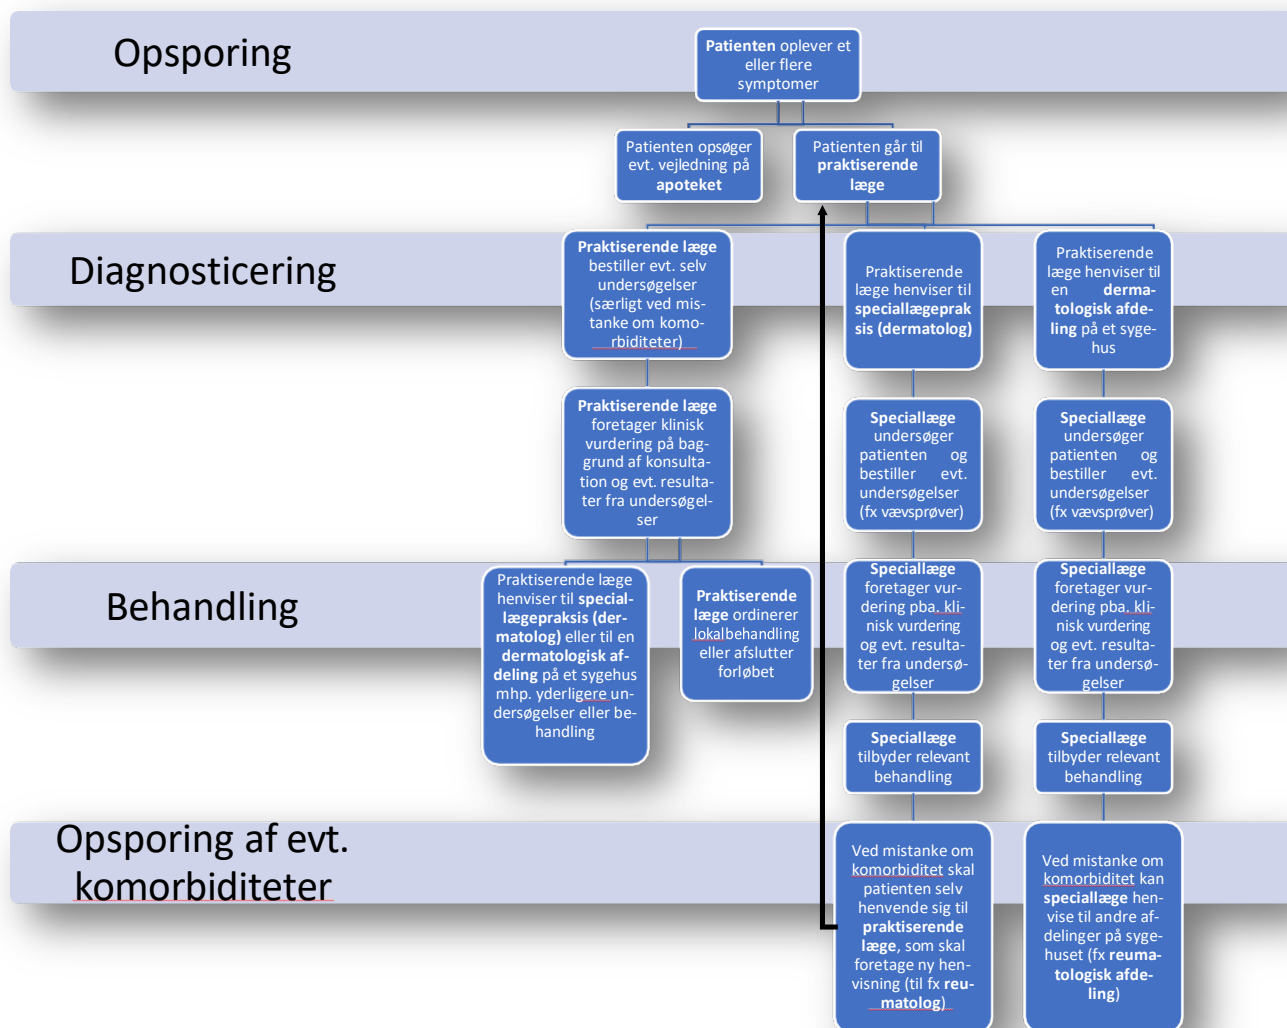 Opsporing
Patienten oplever et
eller flere
symptomer
Patienten opsøger
evt. vejledning på
apoteket
Patienten går til
praktiserende
læge
Diagnosticering
Praktiserende læge
bestiller evt. selv
undersøgelser
(særligt ved mis-
tanke om komo-
rbiditeter)
Praktiserende
læge henviser til
speciallægeprak
sis (dermatolog)
Praktiserende
læge henviser til
en dermato-
logisk afde-
ling på et syge-
hus
Praktiserende læge
foretager klinisk
vurdering på bag-
grund af konsulta-
tion og evt. resulta-
ter fra undersøgel-
ser
Speciallæge
undersøger
patienten og
bestiller evt.
undersøgelser
(fx vævsprøver)
Speciallæge
undersøger
patienten og
bestiller evt.
undersøgelser
(fx vævsprøver)
Behandling
Praktiserende læge
henviser til special-
lægepraksis (der-
matolog) eller til en
dermatologisk af-
deling på et sygehus
mhp. yderligere un-
dersøgelser eller be-
handling
Praktiserende
læge ordinerer
lokalbehandling
eller afslutter
forløbet
Speciallæge
foretager vur-
dering pba. kli-
nisk vurdering
og evt. resulta-
ter fra undersø-
gelser
Speciallæge
foretager vur-
dering pba. kli-
nisk vurdering
og evt. resulta-
ter fra undersø-
gelser
Speciallæge
tilbyder relevant
behandling
Speciallæge
tilbyder relevant
behandling
Opsporing af evt.
komorbiditeter
Ved mistanke om
komorbiditet skal
patienten selv
henvende sig til
praktiserende
læge, som skal
foretage ny hen-
visning (til fx reu-
matolog)
Ved mistanke om
komorbiditet kan
speciallæge hen-
vise til andre af-
delinger på syge-
huset (fx reuma-
tologisk afde-
ling)